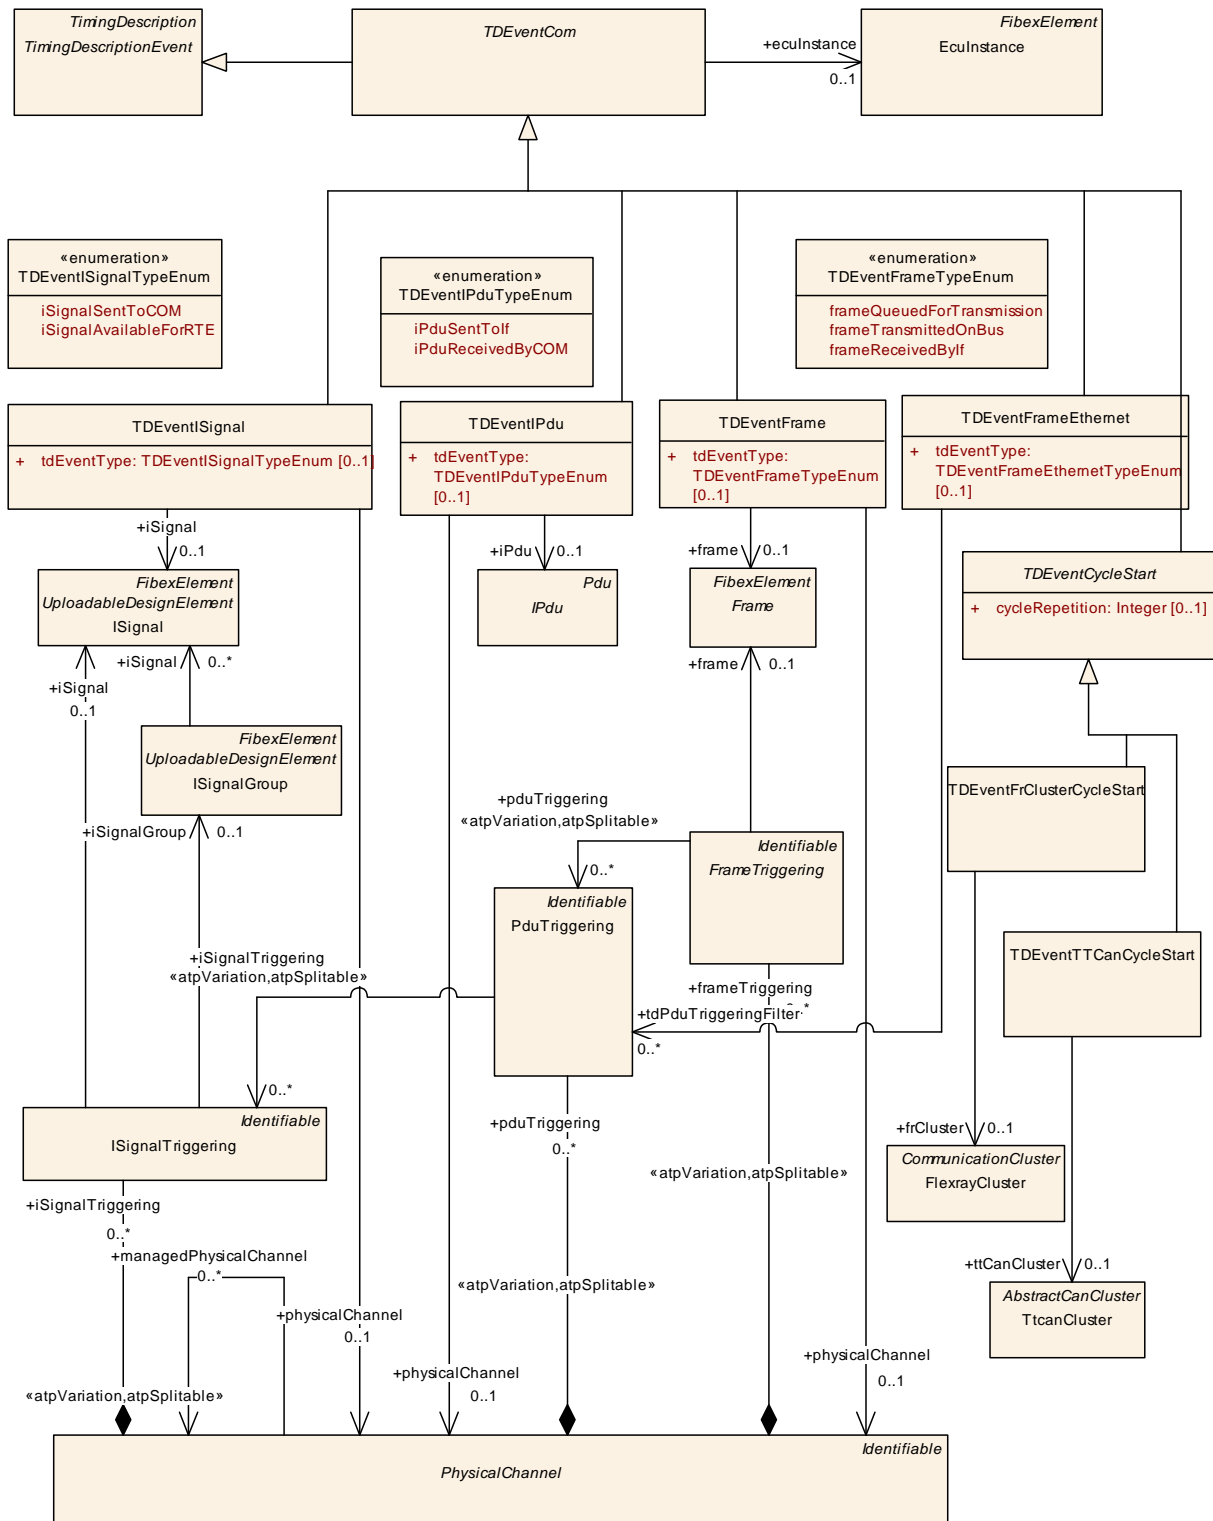 TimingDescription
TimingDescriptionEvent
TDEventCom
+ecuInstance
0..1
FibexElement
EcuInstance
«enumeration»
TDEventISignalTypeEnum
iSignalSentToCOM
iSignalAvailableForRTE
«enumeration»
TDEventIPduTypeEnum
iPduSentToIf
iPduReceivedByCOM
«enumeration»
TDEventFrameTypeEnum
frameQueuedForTransmission
frameTransmittedOnBus
frameReceivedByIf
TDEventISignal
+ tdEventType: TDEventISignalTypeEnum [0..1]
TDEventIPdu
+ tdEventType:
TDEventIPduTypeEnum
[0..1]
TDEventFrame
+ tdEventType:
TDEventFrameTypeEnum
[0..1]
TDEventFrameEthernet
+ tdEventType:
TDEventFrameEthernetTypeEnum
[0..1]
+iSignal
0..1
+iPdu
0..1
+frame
0..1
FibexElement
UploadableDesignElement
ISignal
Pdu
IPdu
FibexElement
Frame
TDEventCycleStart
+ cycleRepetition: Integer [0..1]
+iSignal
0..1
+iSignal
0..*
+frame
0..1
FibexElement
UploadableDesignElement
ISignalGroup
TDEventFrClusterCycleStart
+iSignalGroup
0..1
+pduTriggering
«atpVariation,atpSplitable»
0..*
Identifiable
FrameTriggering
Identifiable
PduTriggering
TDEventTTCanCycleStart
+iSignalTriggering
«atpVariation,atpSplitable»
0..*
+frameTriggering
0..*
+tdPduTriggeringFilter
0..*
Identifiable
ISignalTriggering
+pduTriggering
0..*
«atpVariation,atpSplitable»
+frCluster
0..1
CommunicationCluster
FlexrayCluster
+iSignalTriggering
0..*
+managedPhysicalChannel
0..*
«atpVariation,atpSplitable»
+ttCanCluster
0..1
AbstractCanCluster
TtcanCluster
+physicalChannel
0..1
+physicalChannel
0..1
+physicalChannel
0..1
«atpVariation,atpSplitable»
Identifiable
PhysicalChannel